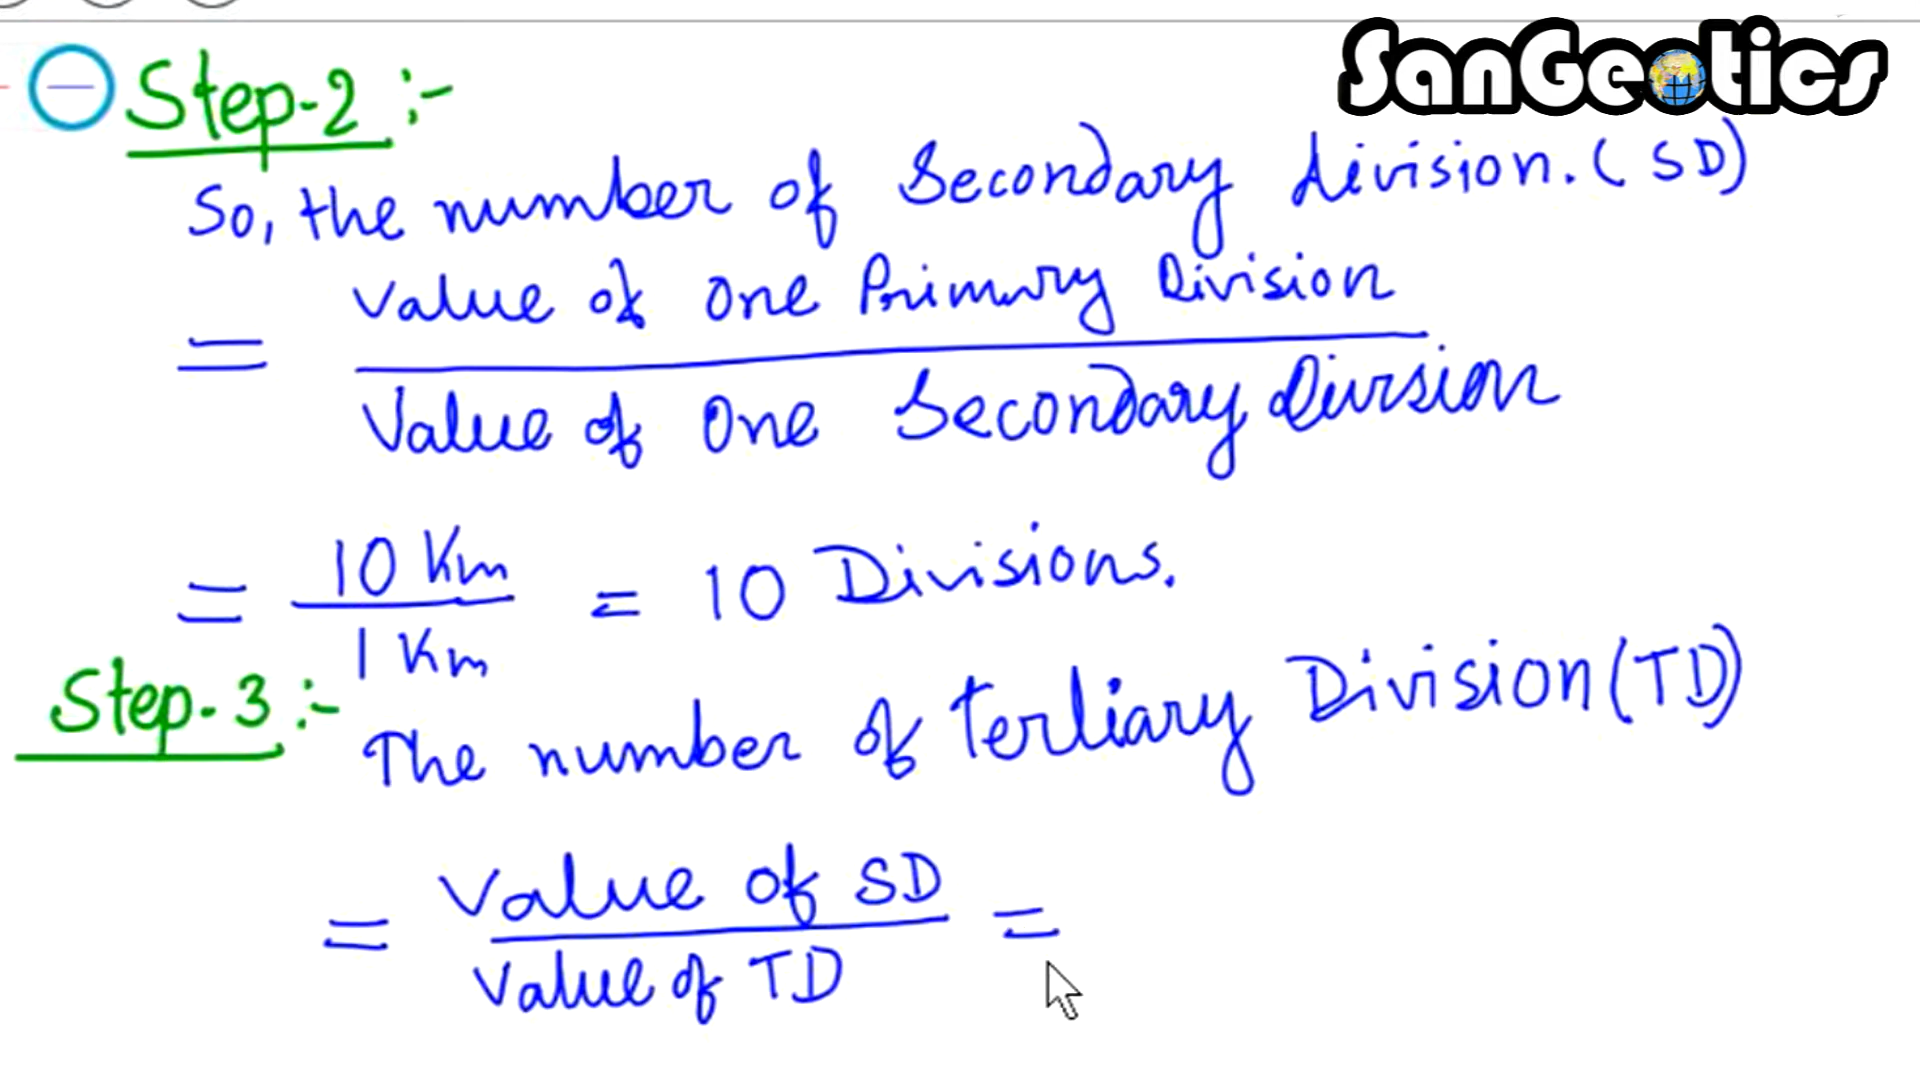 SanGeotics
Step-2 :-
So, the number of Secondary division. (SD)
= Value of One Primary Division
Value of One Secondary Division
= 10 Km = 10 Divisions.
1 Km
Step-3 :-
The number of tertiary Division (TD)
= Value of SD =
Value of TD